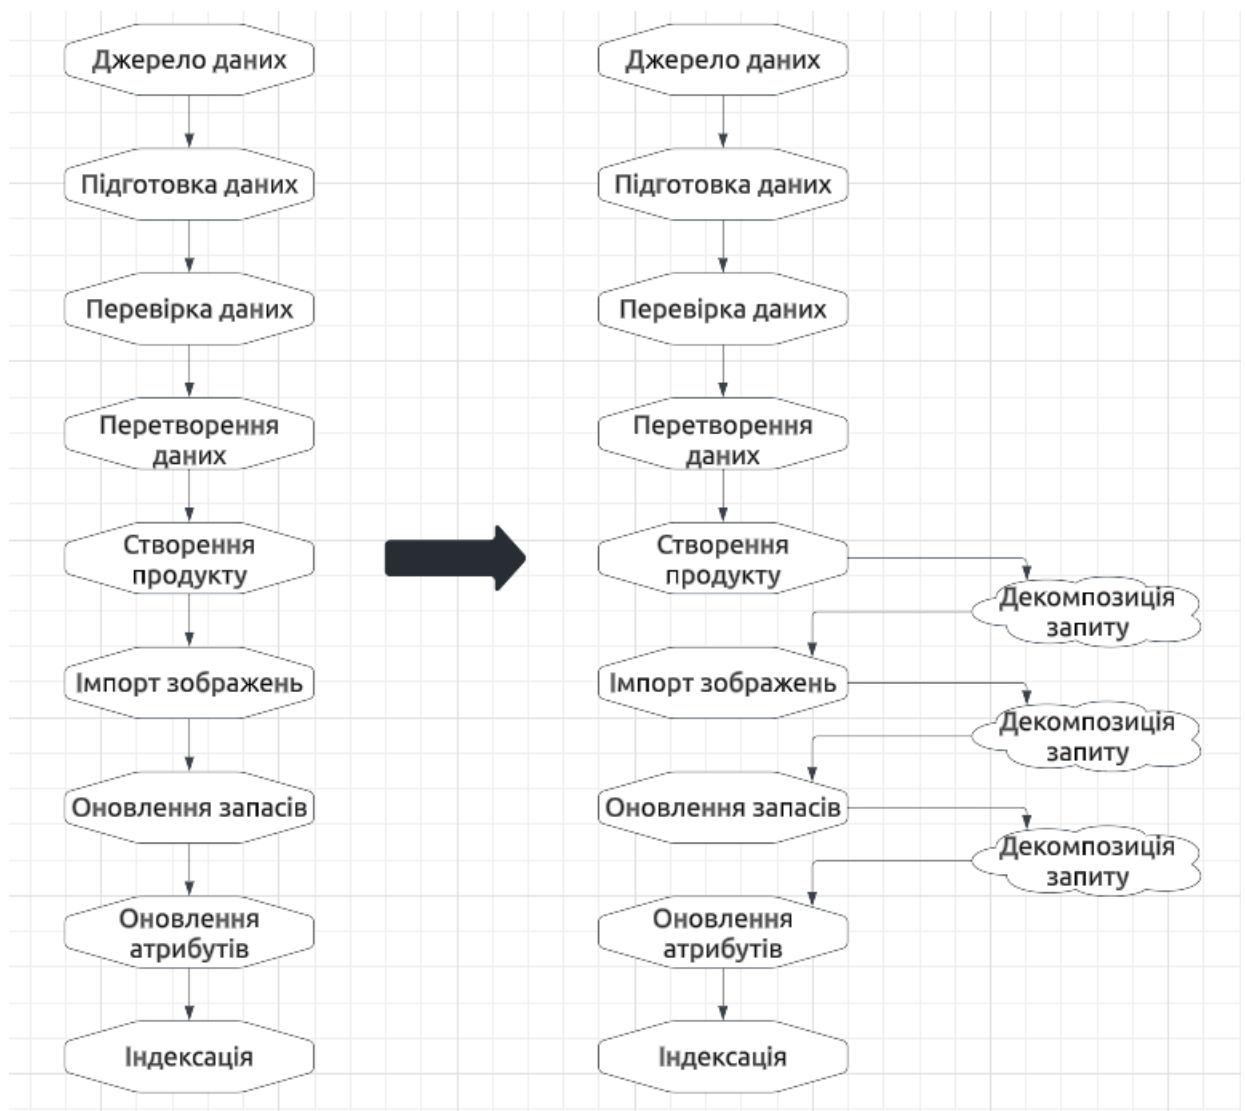 Джерело даних
Підготовка даних
Перевірка даних
Перетворення
даних
Створення
продукту
Імпорт зображень
Оновлення запасів
Оновлення
атрибутів
Індексація
Джерело даних
Підготовка даних
Перевірка даних
Перетворення
даних
Створення
продукту
Декомпозиція
запиту
Імпорт зображень
Декомпозиція
запиту
Оновлення запасів
Декомпозиція
запиту
Оновлення
атрибутів
Індексація